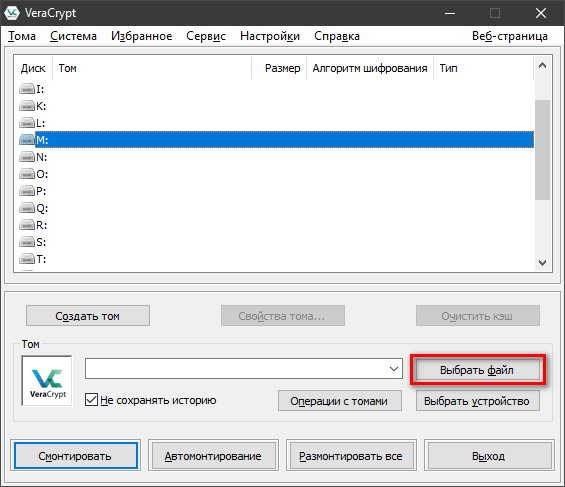 VeraCrypt
Тома Система Избранное Сервис Настройки Справка Веб-страница
Диск Том Размер Алгоритм шифрования Тип
I:
K:
L:
M:
N:
O:
P:
Q:
R:
S:
T:
Создать том Свойства тома... Очистить кэш
Том
VeraCrypt
Выбрать файл
Не сохранять историю Операции с томами Выбрать устройство
Смонтировать Автомонтирование Размонтировать все Выход